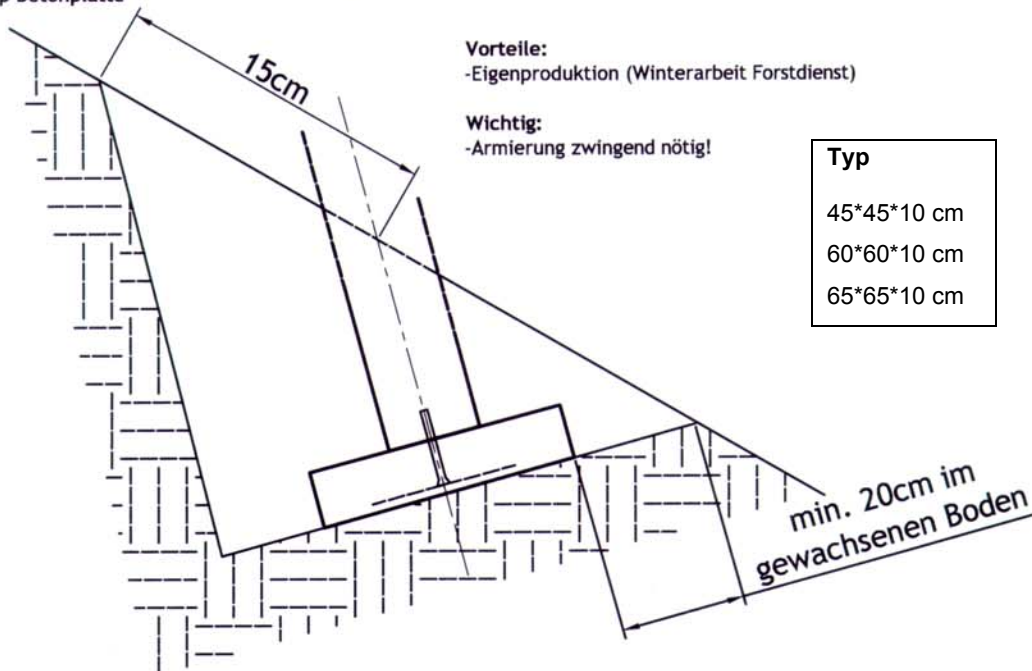 Betonplatte
Vorteile:
-Eigenproduktion (Winterarbeit Forstdienst)
Wichtig:
-Armierung zwingend nötig!
15cm
Typ
45*45*10 cm
60*60*10 cm
65*65*10 cm
min. 20cm im
gewachsenen Boden